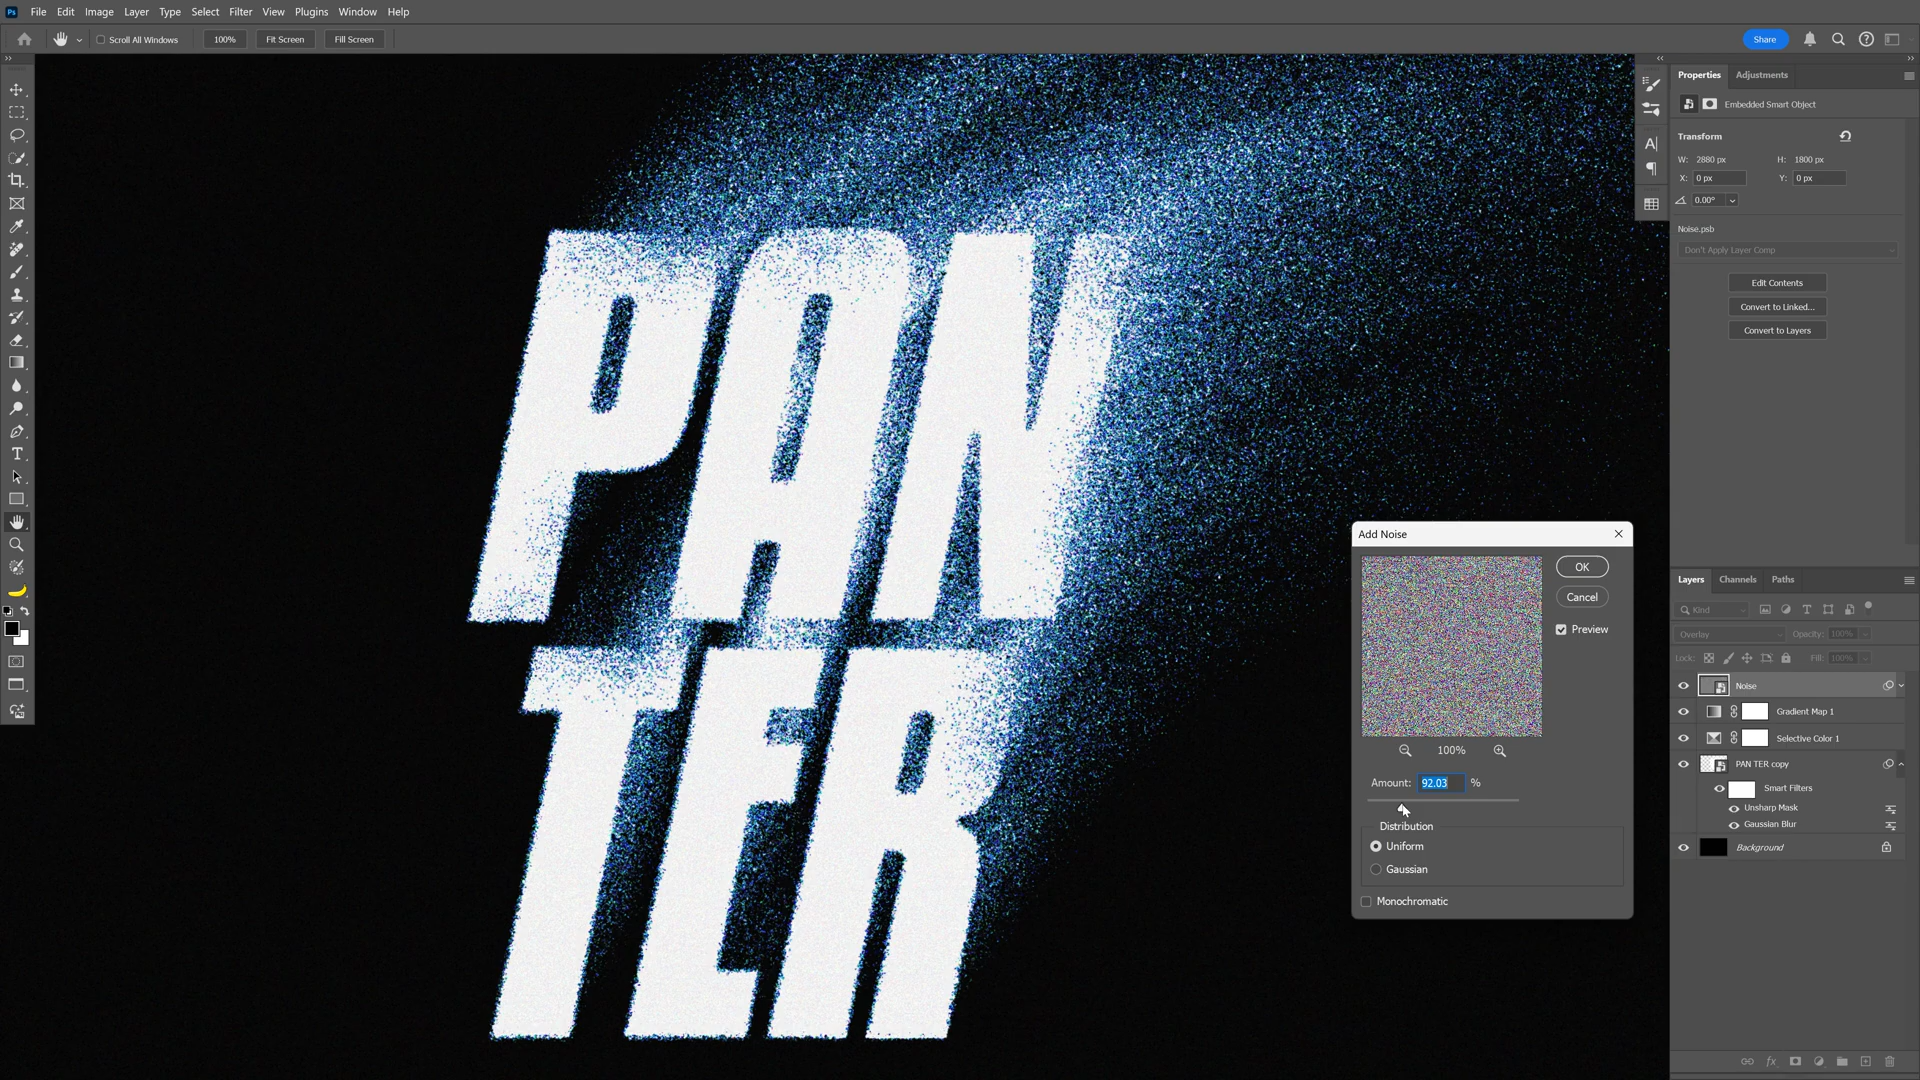 Ps File Edit Image Layer Type Select Filter View Plugins Window Help
Scroll All Windows 100% Fit Screen Fill Screen Share
Properties Adjustments
Embedded Smart Object
Transform
W: 2880 px H: 1800 px
X: 0 px Y: 0 px
0.00°
Noise.psb
Don't Apply Layer Comp
Edit Contents
Convert to Linked...
Convert to Layers
PAN
TER
Add Noise
OK
Cancel
Preview
100%
Amount: 92.03 %
Distribution
Uniform
Gaussian
Monochromatic
Layers Channels Paths
Kind
Overlay Opacity: 100%
Lock: Fill: 100%
Noise
Gradient Map 1
Selective Color 1
PAN TER copy
Smart Filters
Unsharp Mask
Gaussian Blur
Background
fx